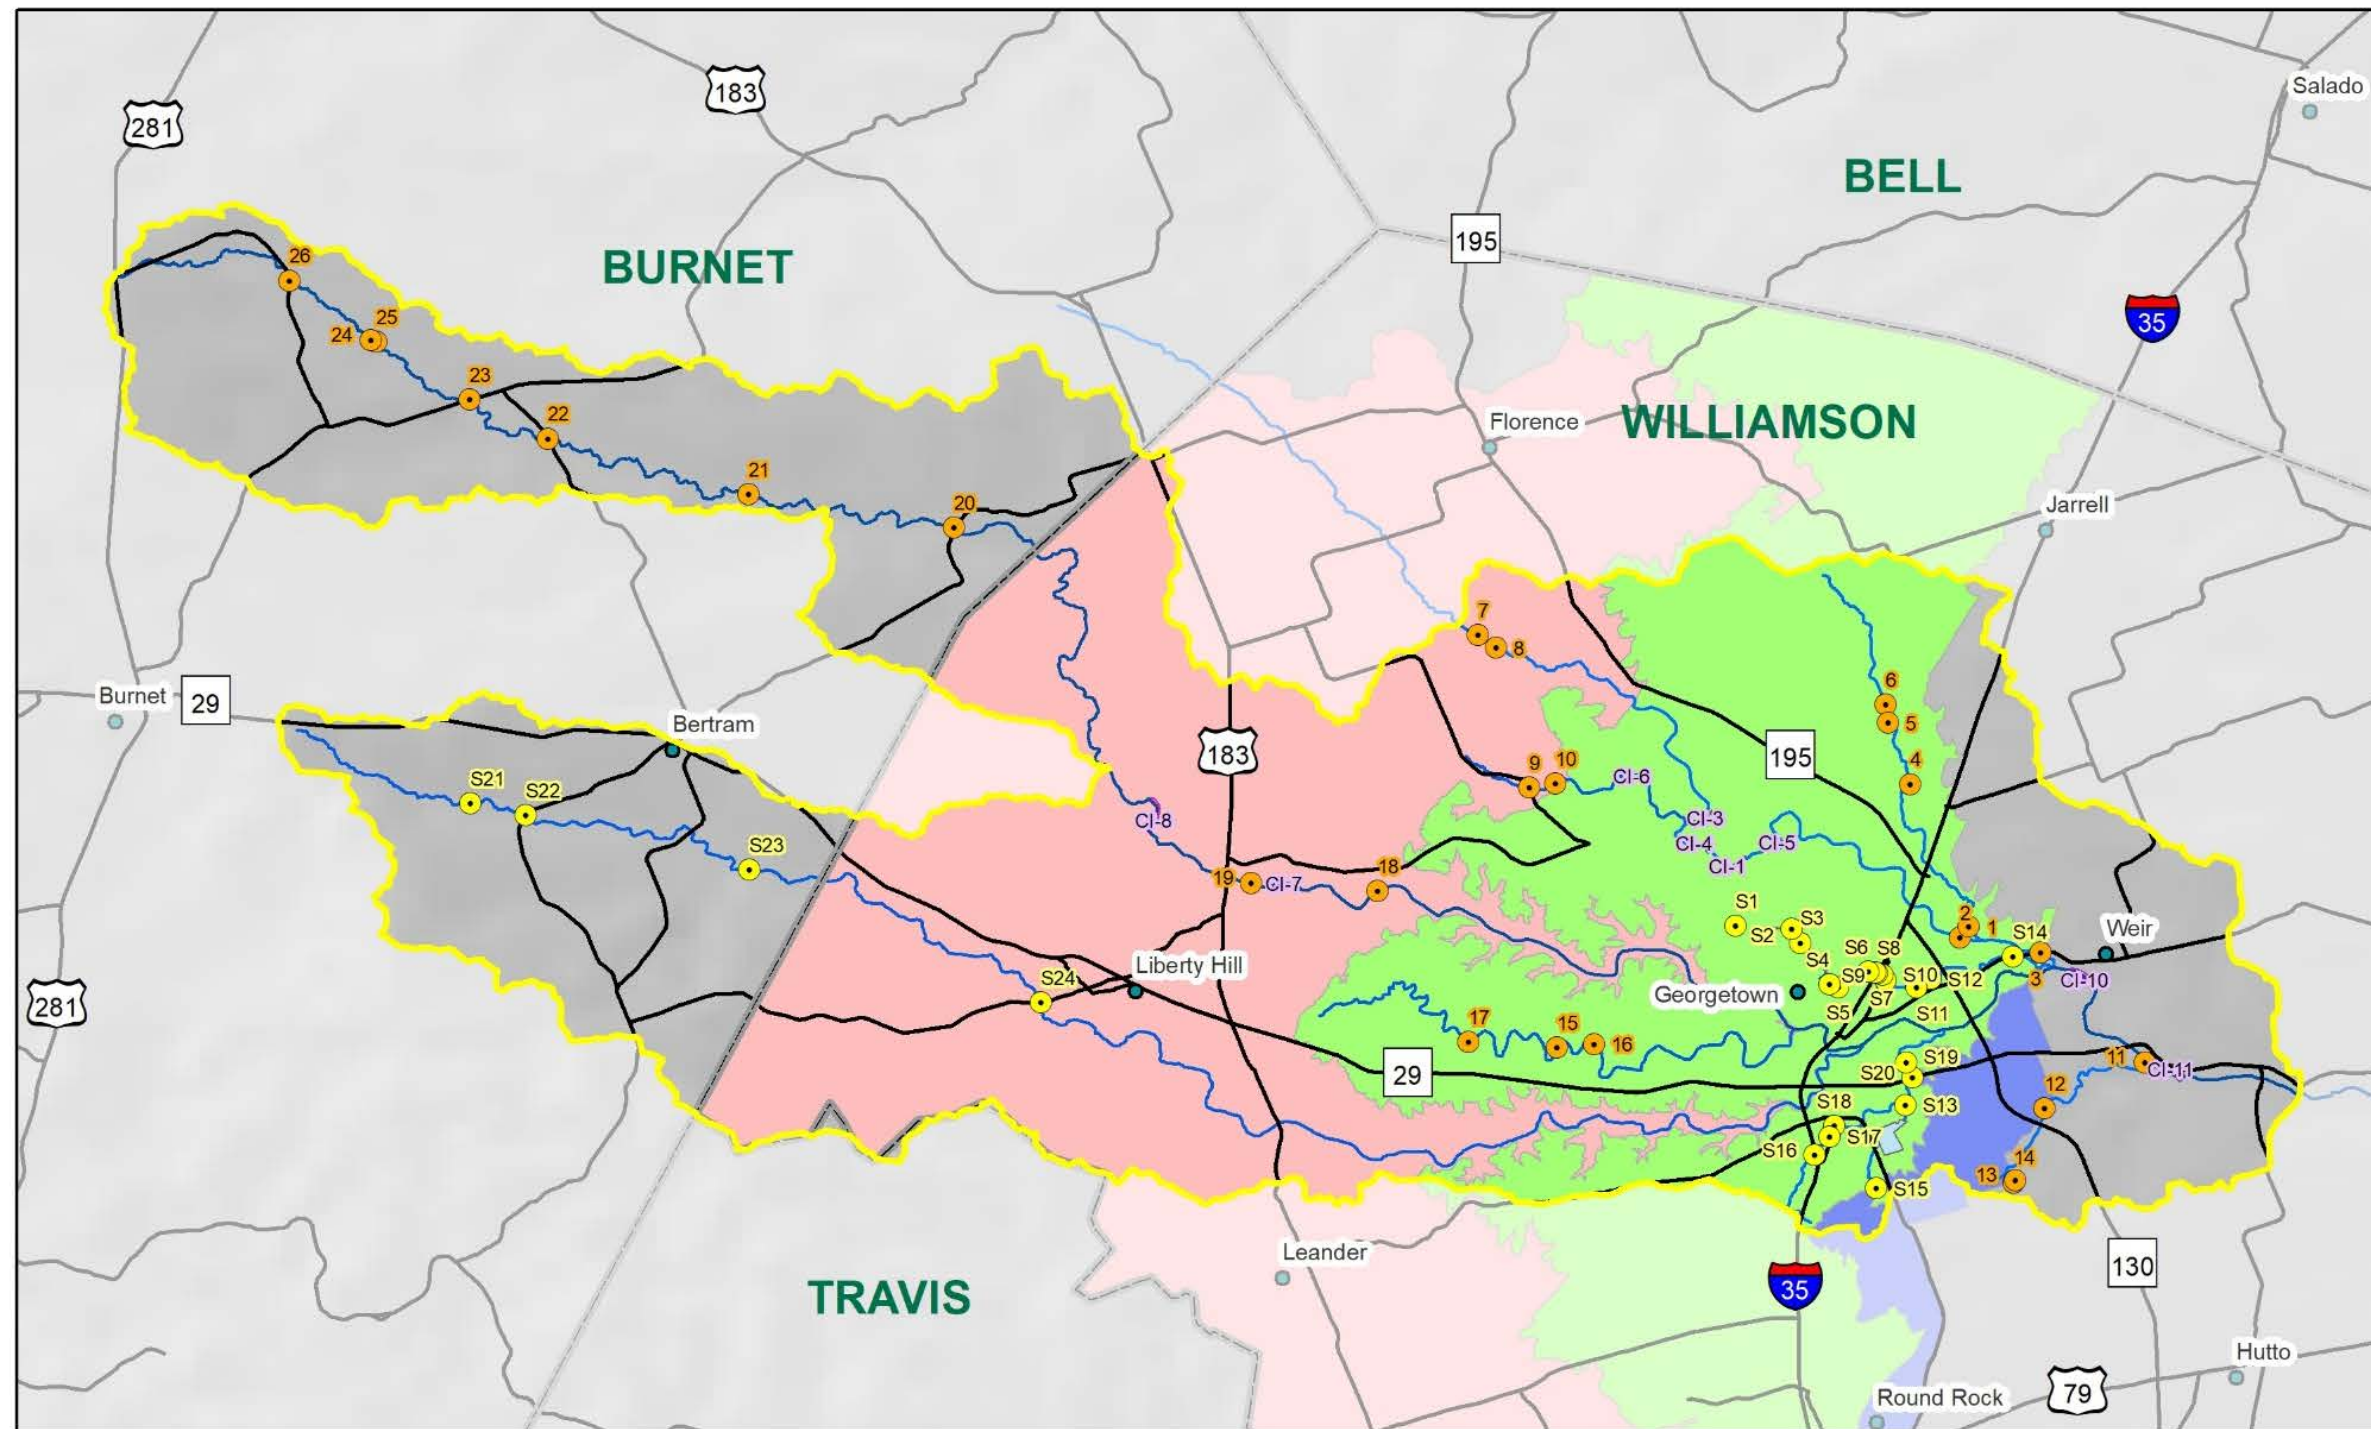 Salado
183
281
BELL
195
BURNET
26
35
25
24
23
Florence
WILLIAMSON
22
21
20
Jarrell
7
8
6
5
Burnet
29
Bertram
183
195
9
10
CI-6
4
S21
S22
CI-8
CI-3
CI-4
CI-5
CI-1
S23
18
19
CI-7
S1
S3
S2
2
1
S14
Weir
S6
S8
S4
S9
S10
S12
3
CI-10
Liberty Hill
S24
Georgetown
S7
S5
S11
281
17
15
16
S19
11
CI-11
29
S20
12
S13
S18
S17
S16
14
13
S15
Leander
35
130
TRAVIS
Hutto
79
Round Rock